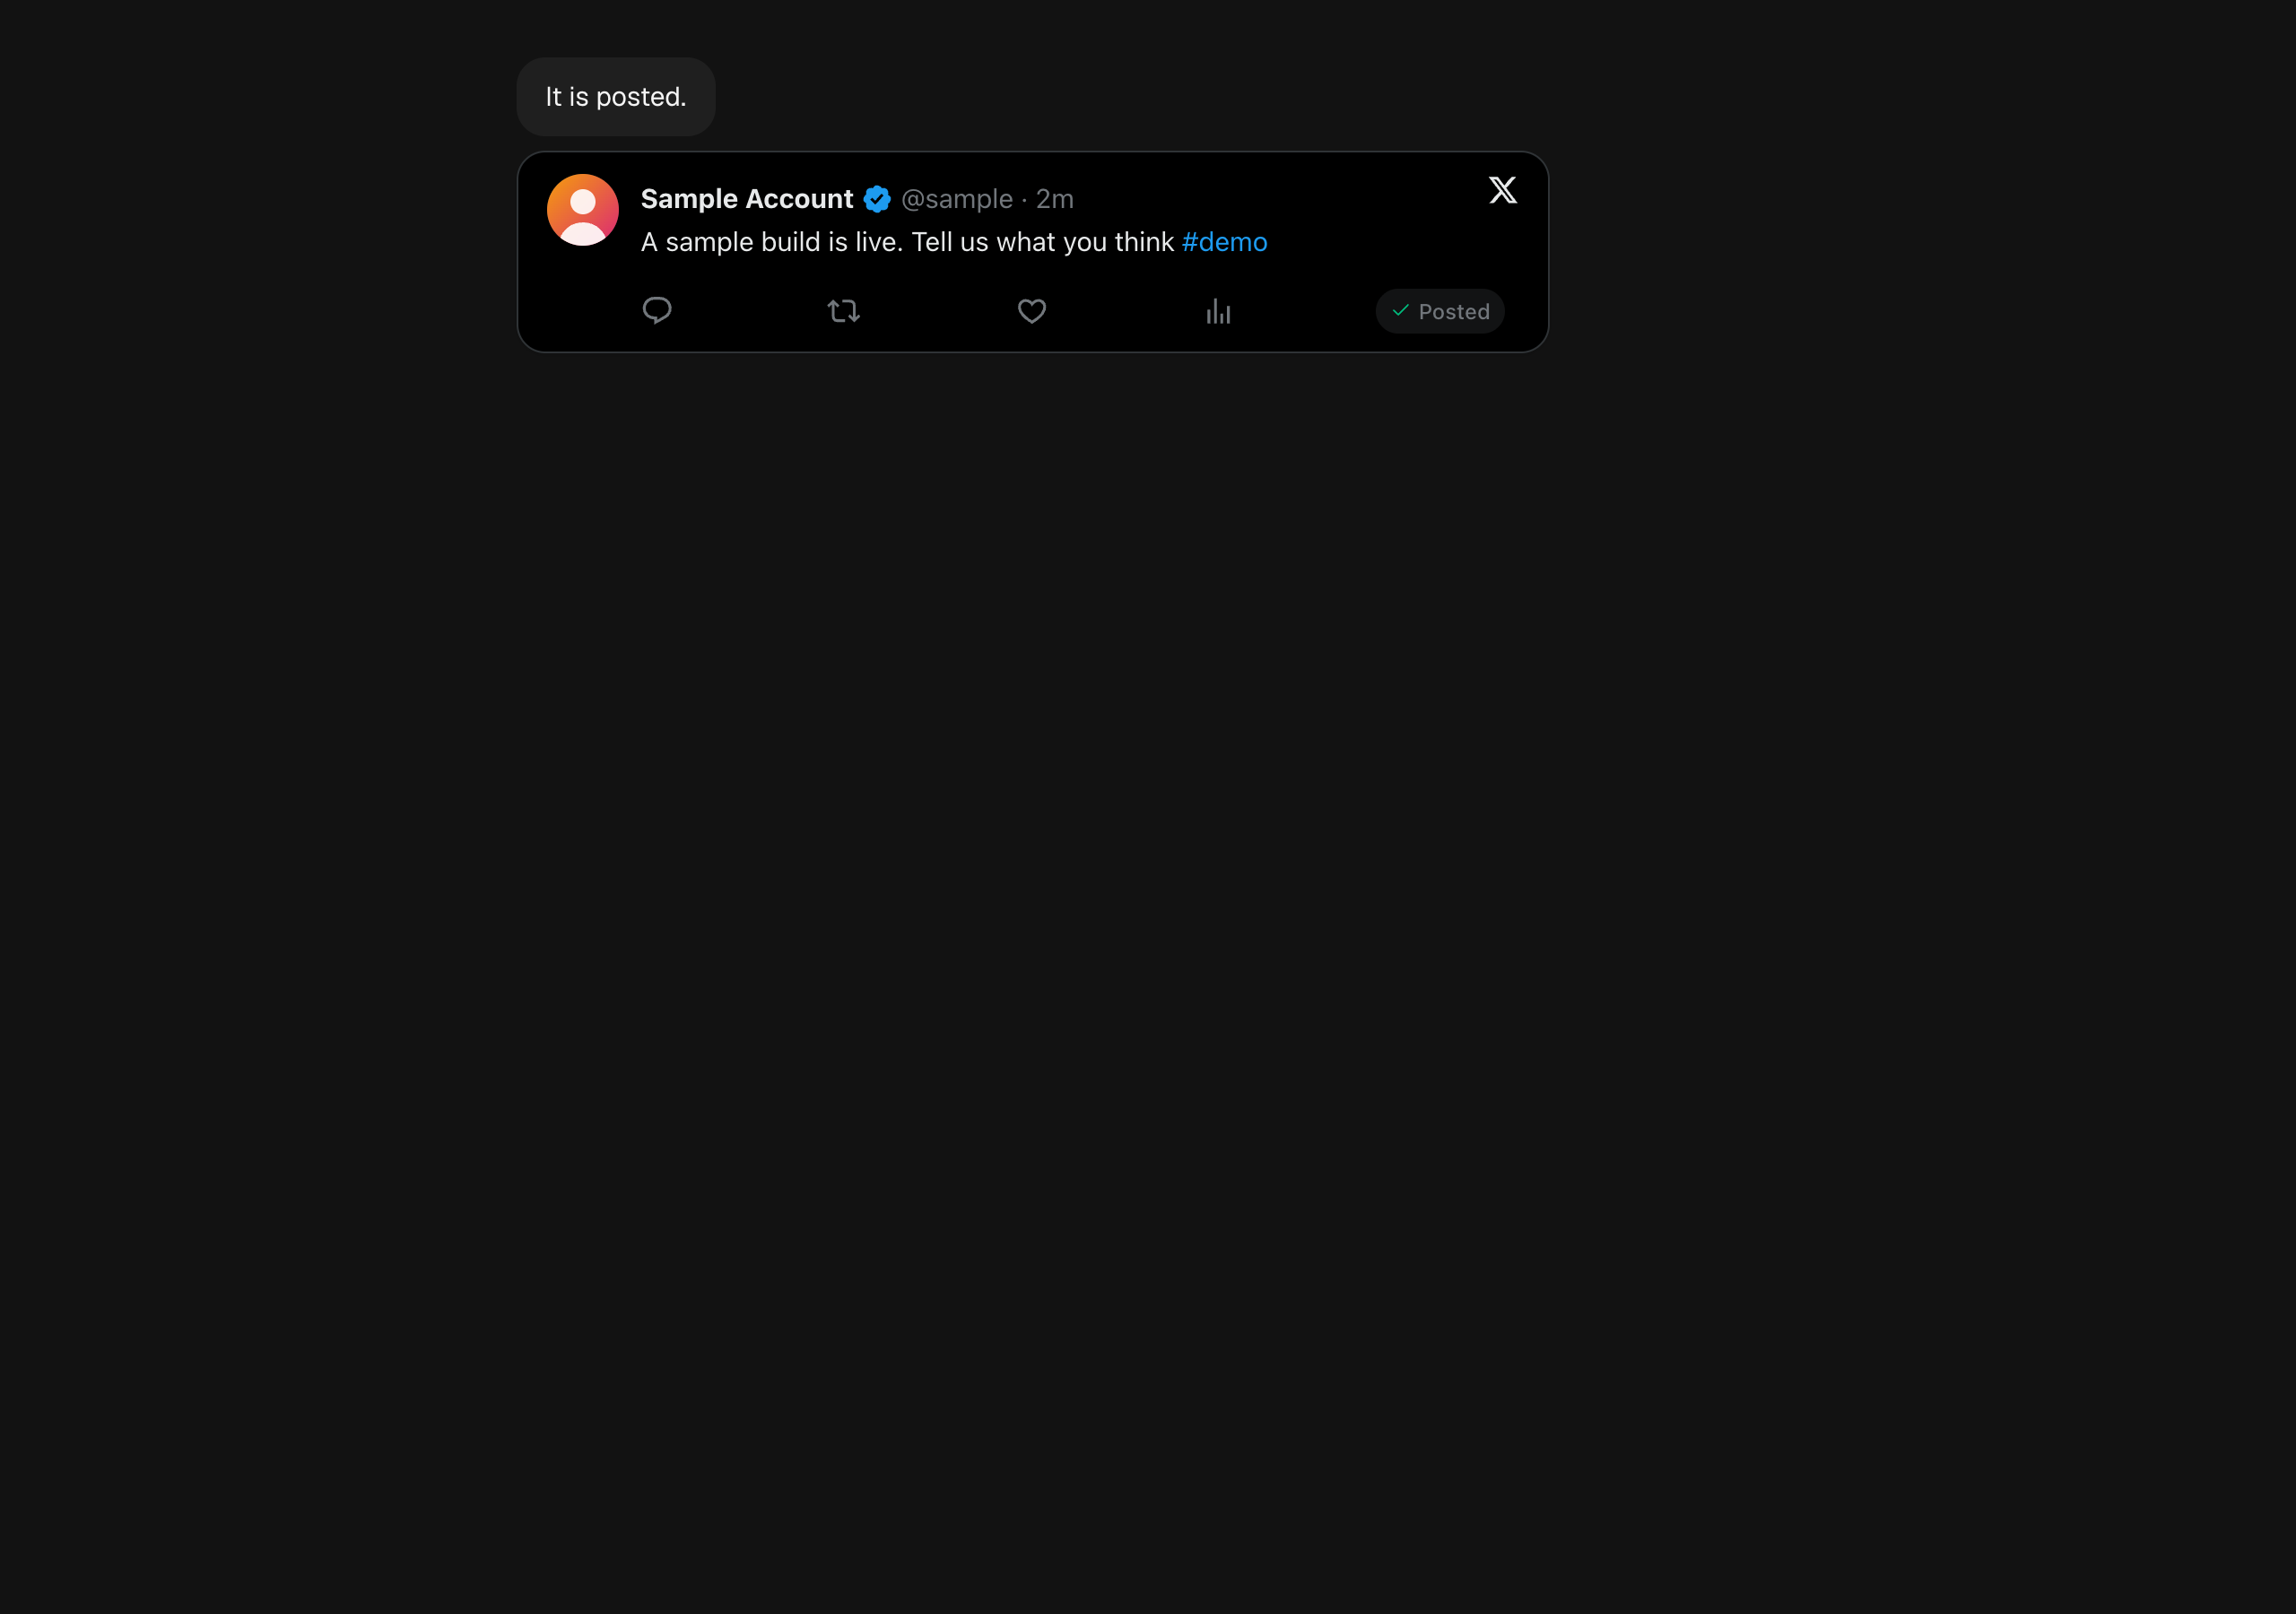 It is posted.
Sample Account @sample · 2m
A sample build is live. Tell us what you think #demo
Posted